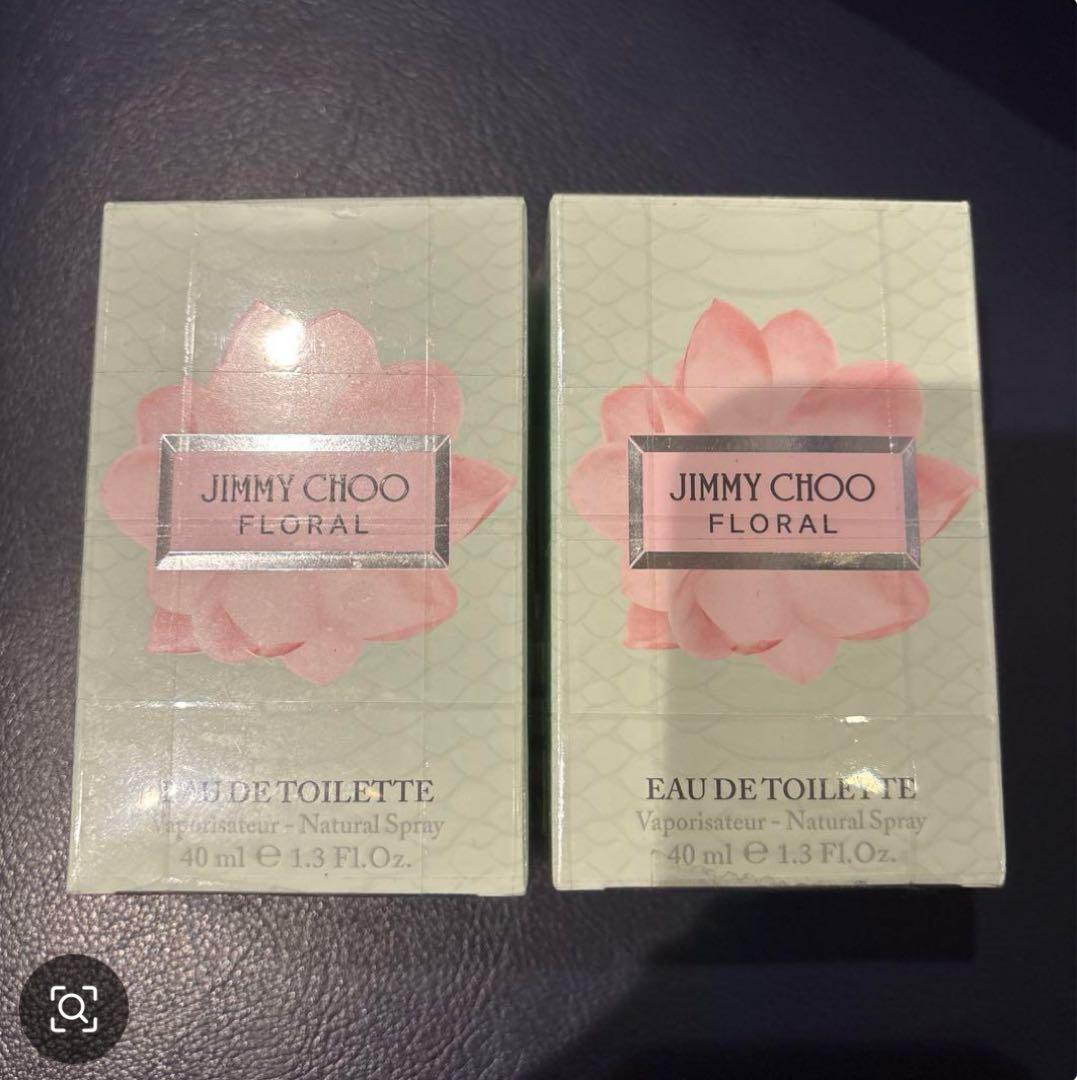 JIMMY CHOO
FLORAL
EAU DE TOILETTE
Vaporisateur - Natural Spray
40 ml ℮ 1.3 Fl.Oz.
JIMMY CHOO
FLORAL
EAU DE TOILETTE
Vaporisateur - Natural Spray
40 ml ℮ 1.3 Fl.Oz.